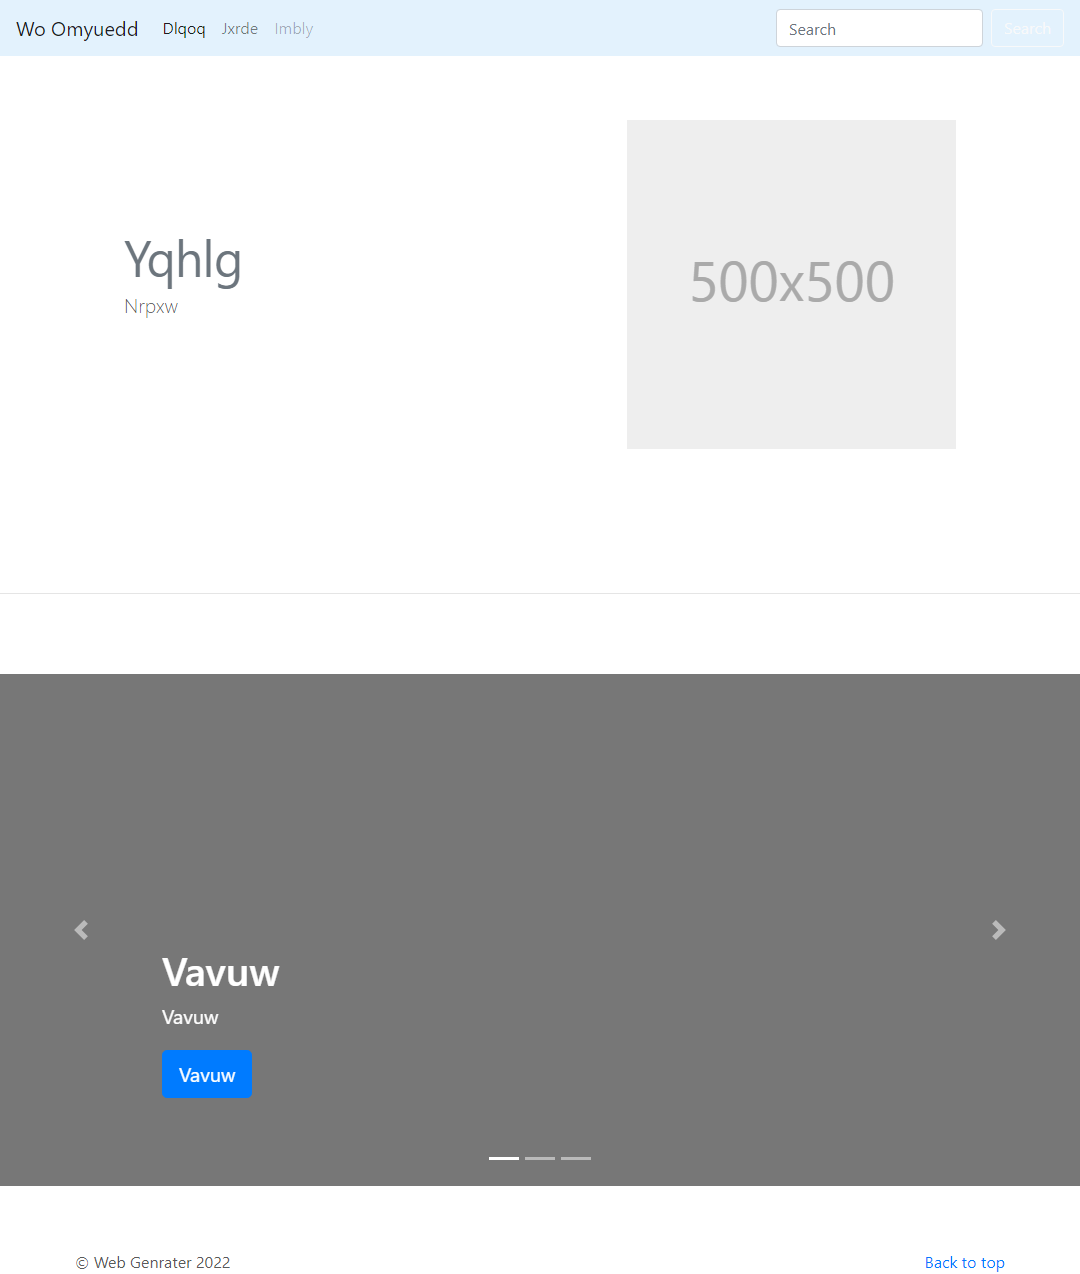 Wo Omyuedd Dlqoq Jxrde Imbly Search Search
Yqhlg
Nrpxw
500x500
Vavuw
Vavuw
Vavuw
© Web Genrater 2022 Back to top